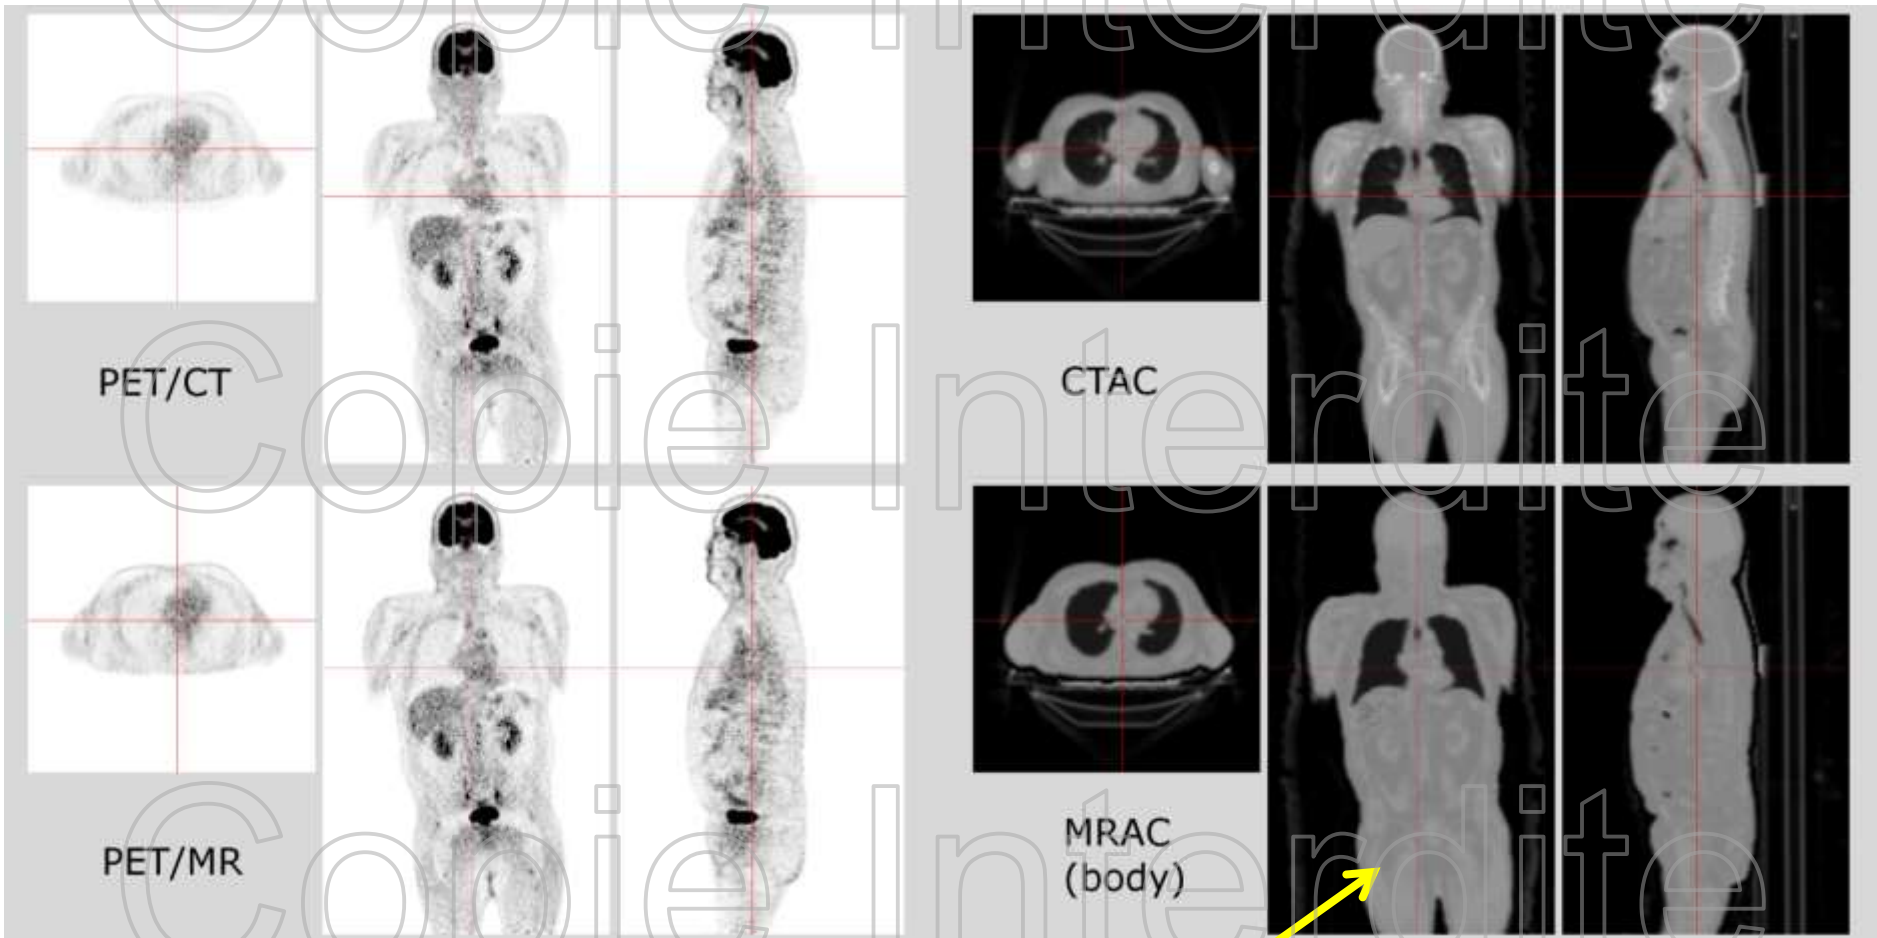 Copie Interdite
PET/CT
CTAC
Copie Interdite
PET/MR
MRAC
(body)
Copie Interdite